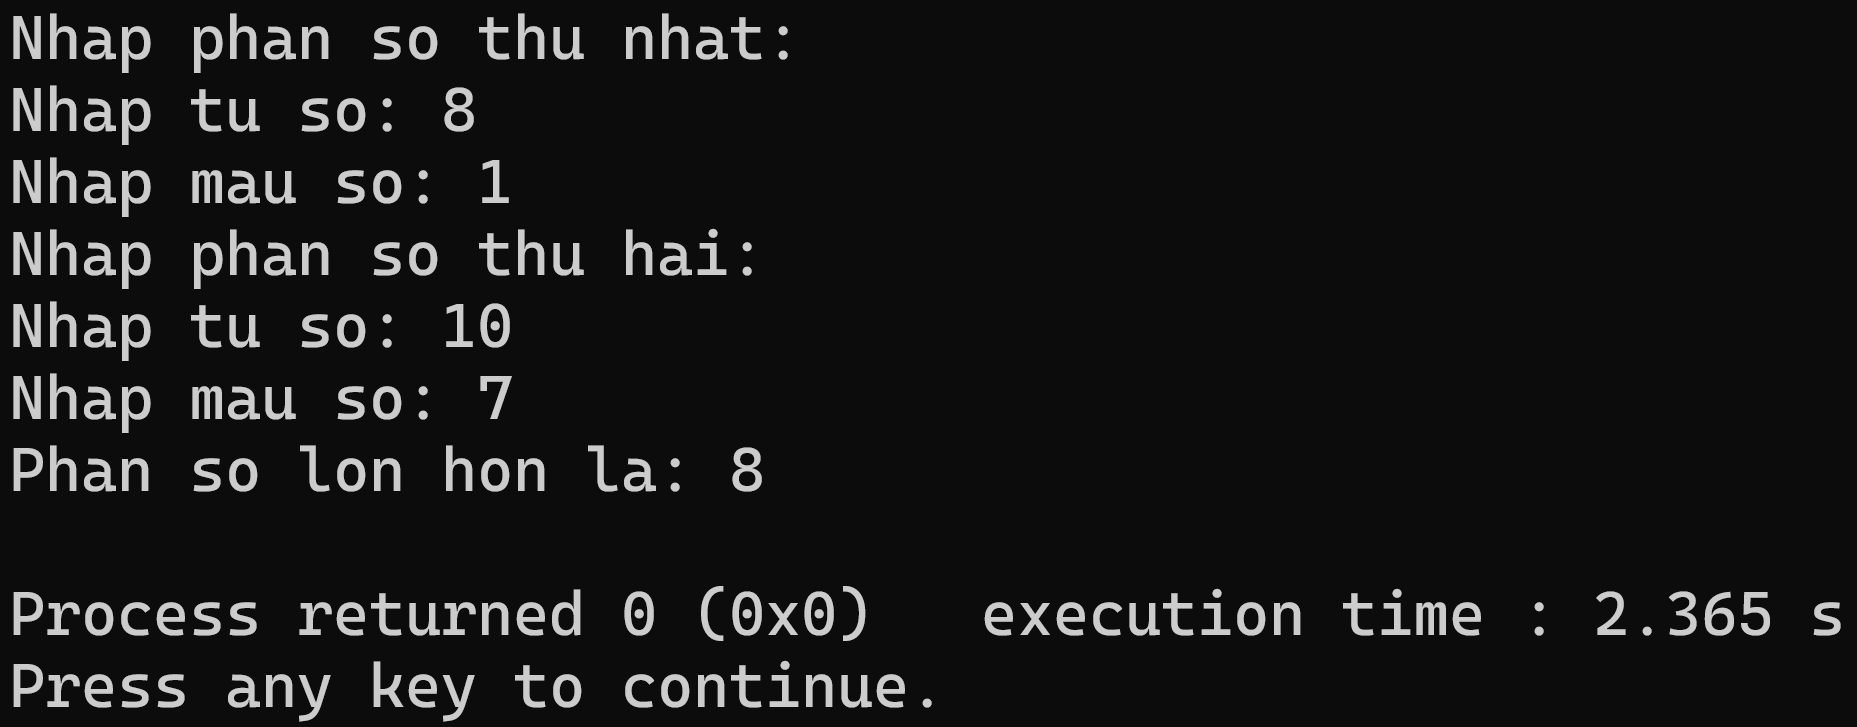 Nhap phan so thu nhat:
Nhap tu so: 8
Nhap mau so: 1
Nhap phan so thu hai:
Nhap tu so: 10
Nhap mau so: 7
Phan so lon hon la: 8
Process returned 0 (0x0)   execution time : 2.365 s
Press any key to continue.